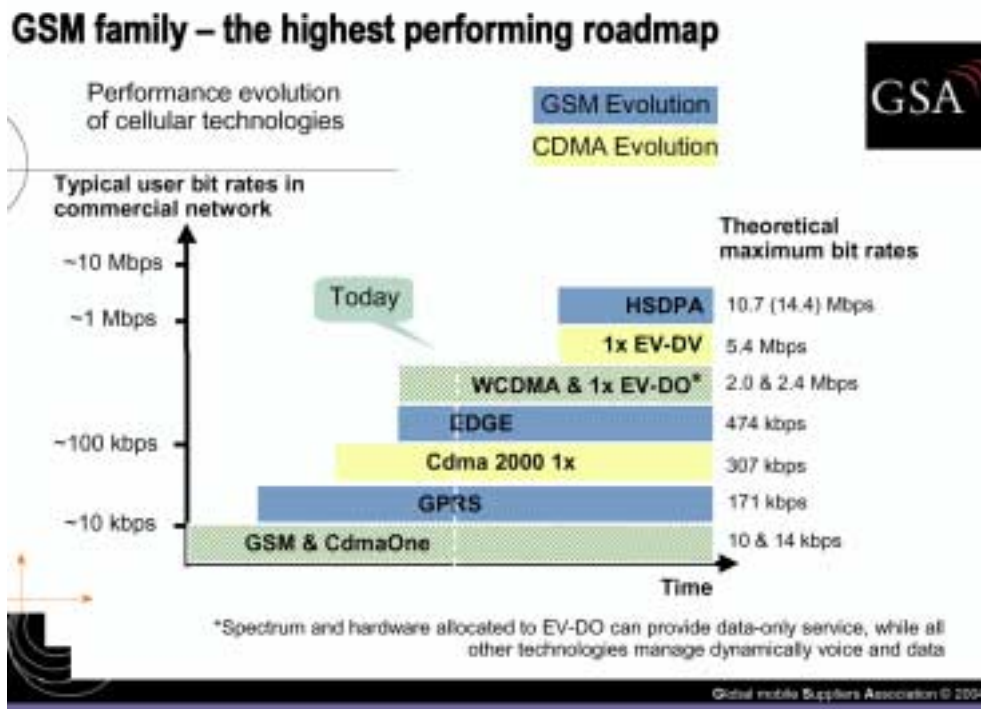 GSM family – the highest performing roadmap
Performance evolution
of cellular technologies
GSM Evolution
CDMA Evolution
GSA
Typical user bit rates in
commercial network
Theoretical
maximum bit rates
~10 Mbps
Today
HSDPA
10.7 (14.4) Mbps
~1 Mbps
1x EV-DV
5.4 Mbps
WCDMA & 1x EV-DO*
2.0 & 2.4 Mbps
EDGE
474 kbps
~100 kbps
Cdma 2000 1x
307 kbps
GPRS
171 kbps
~10 kbps
GSM & CdmaOne
10 & 14 kbps
Time
*Spectrum and hardware allocated to EV-DO can provide data-only service, while all
other technologies manage dynamically voice and data
Global mobile Suppliers Association © 2004